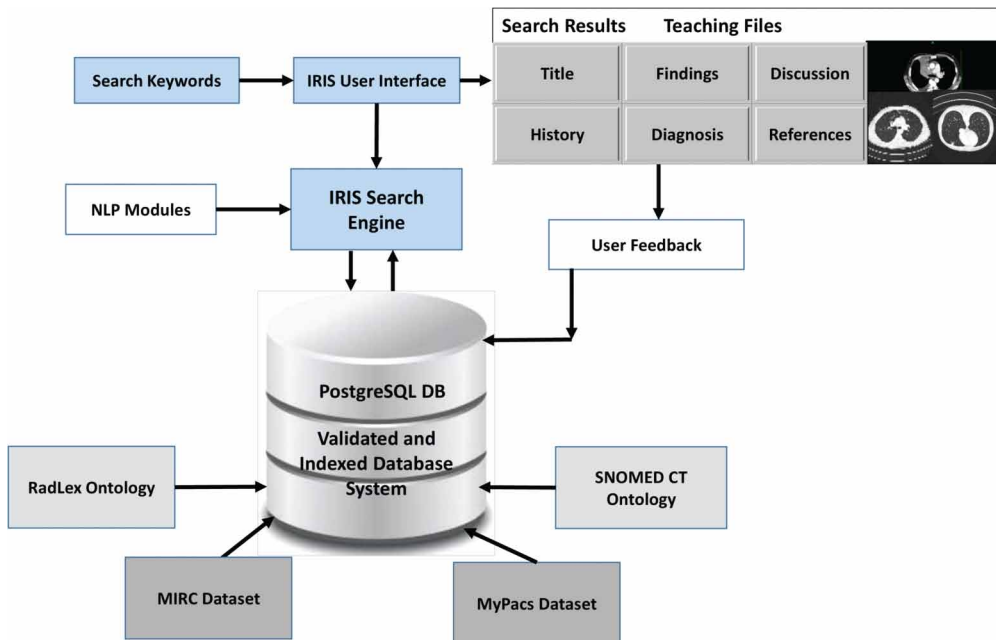 Search Results Teaching Files
Search Keywords
IRIS User Interface
Title
Findings
Discussion
History
Diagnosis
References
NLP Modules
IRIS Search
Engine
User Feedback
PostgreSQL DB
Validated and
Indexed Database
System
RadLex Ontology
SNOMED CT
Ontology
MIRC Dataset
MyPacs Dataset